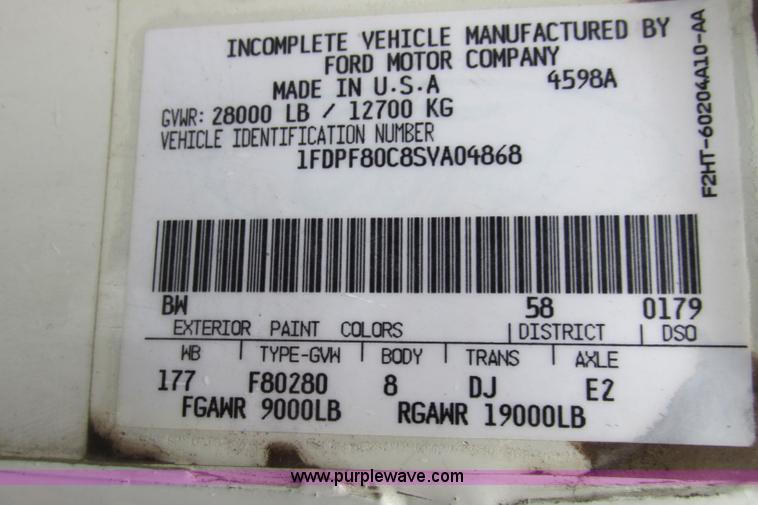 INCOMPLETE VEHICLE MANUFACTURED BY
FORD MOTOR COMPANY
MADE IN U.S.A 4598A
GVWR: 28000 LB / 12700 KG
VEHICLE IDENTIFICATION NUMBER
1FDPF80C8SVA04868
F2HT-60204A10-AA
BW 58 0179
EXTERIOR PAINT COLORS DISTRICT DSO
WB TYPE-GVW BODY TRANS AXLE
177 F80280 8 DJ E2
FGAWR 9000LB RGAWR 19000LB
www.purplewave.com